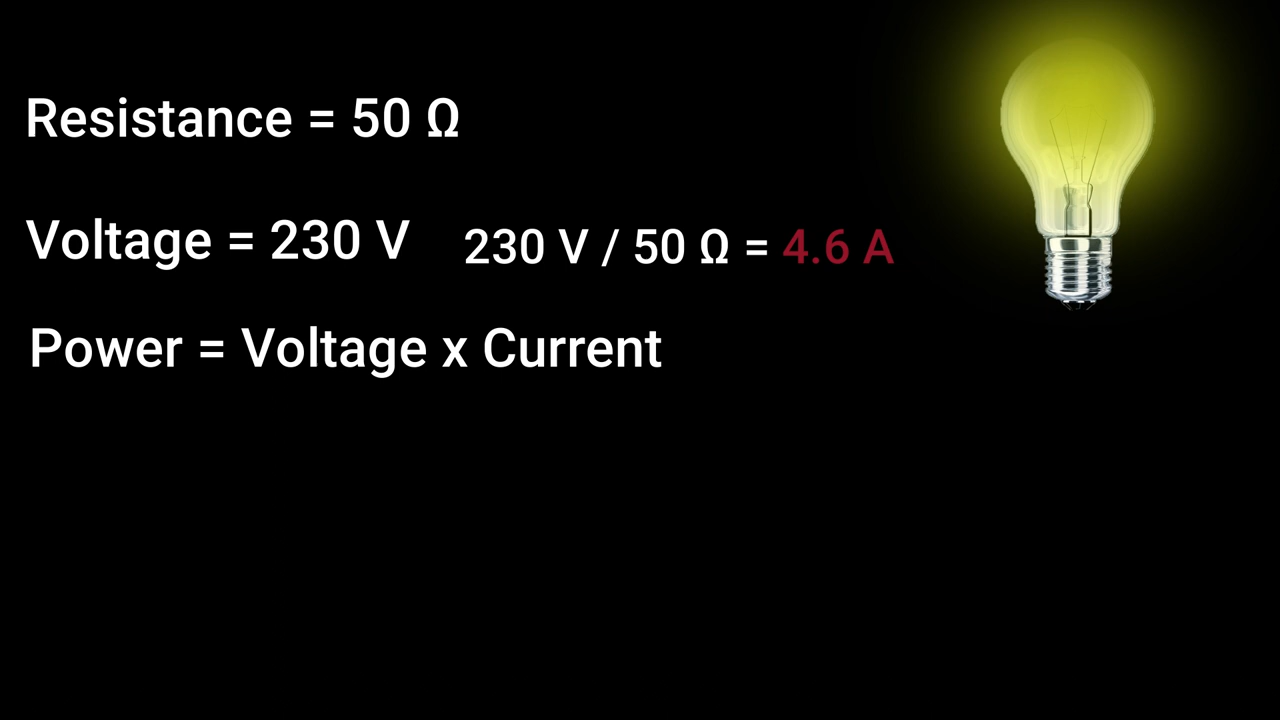 Resistance = 50 Ω
Voltage = 230 V
230 V / 50 Ω = 4.6 A
Power = Voltage x Current